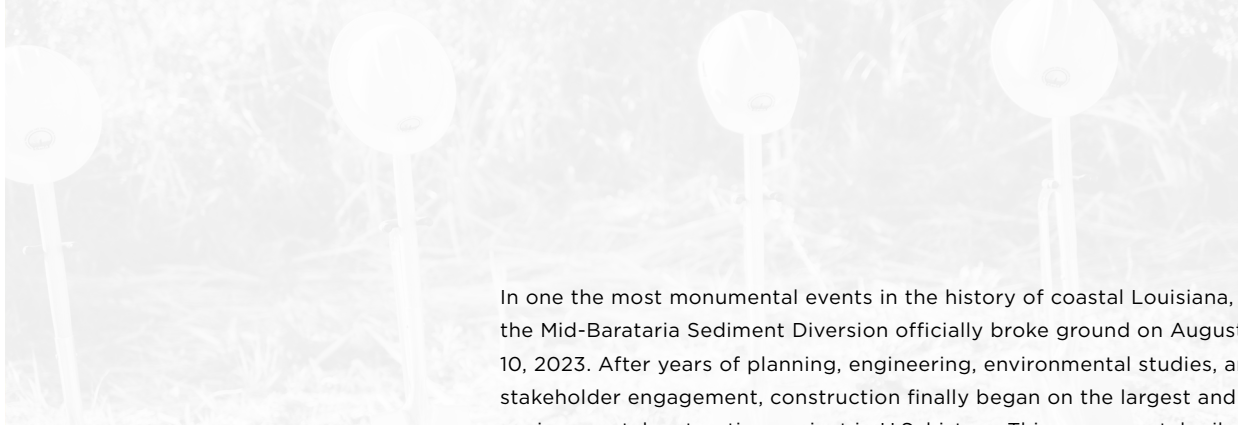 In one the most monumental events in the history of coastal Louisiana,
the Mid-Barataria Sediment Diversion officially broke ground on August
10, 2023. After years of planning, engineering, environmental studies,
stakeholder engagement, construction finally began on the largest and